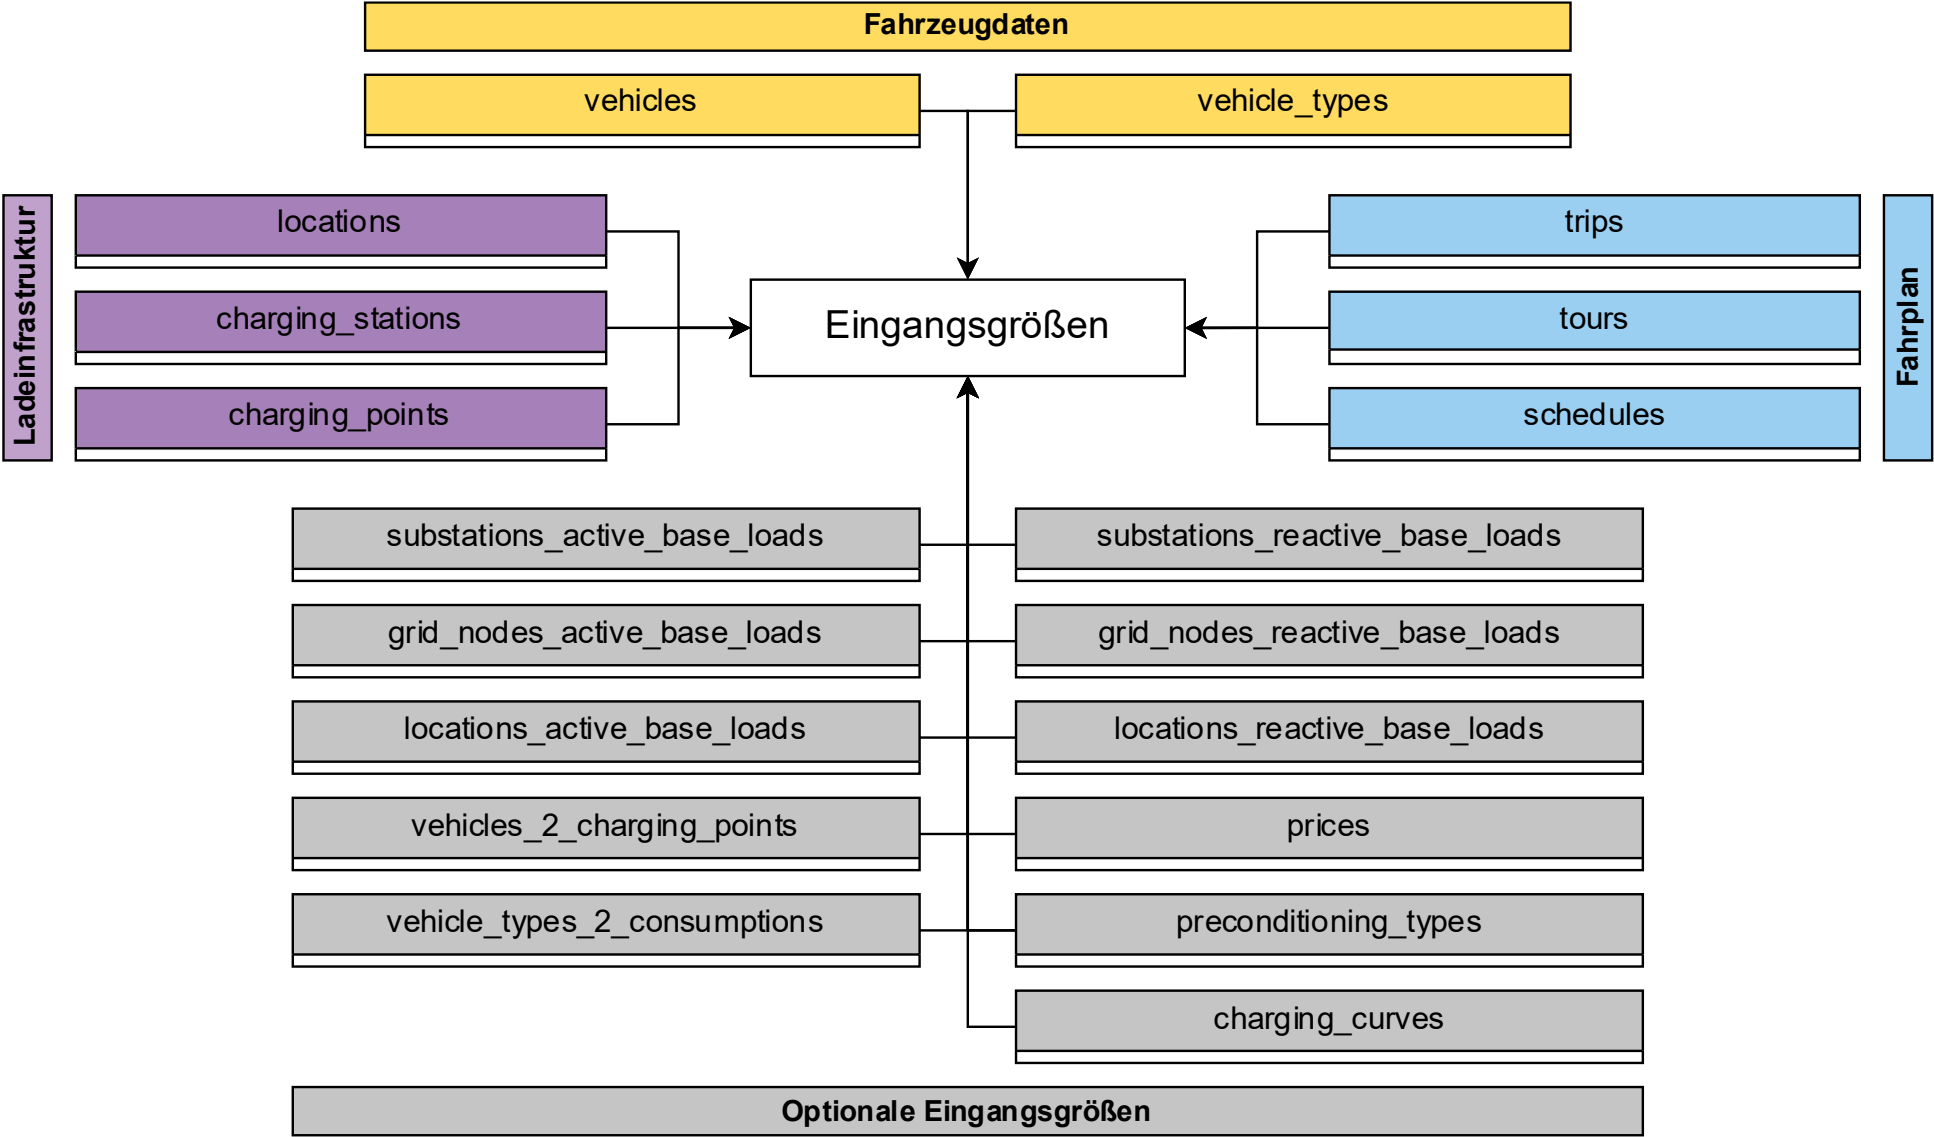 Fahrzeugdaten
vehicles
vehicle_types
Ladeinfrastruktur
locations
charging_stations
charging_points
Eingangsgrößen
trips
tours
schedules
Fahrplan
substations_active_base_loads
substations_reactive_base_loads
grid_nodes_active_base_loads
grid_nodes_reactive_base_loads
locations_active_base_loads
locations_reactive_base_loads
vehicles_2_charging_points
prices
vehicle_types_2_consumptions
preconditioning_types
charging_curves
Optionale Eingangsgrößen